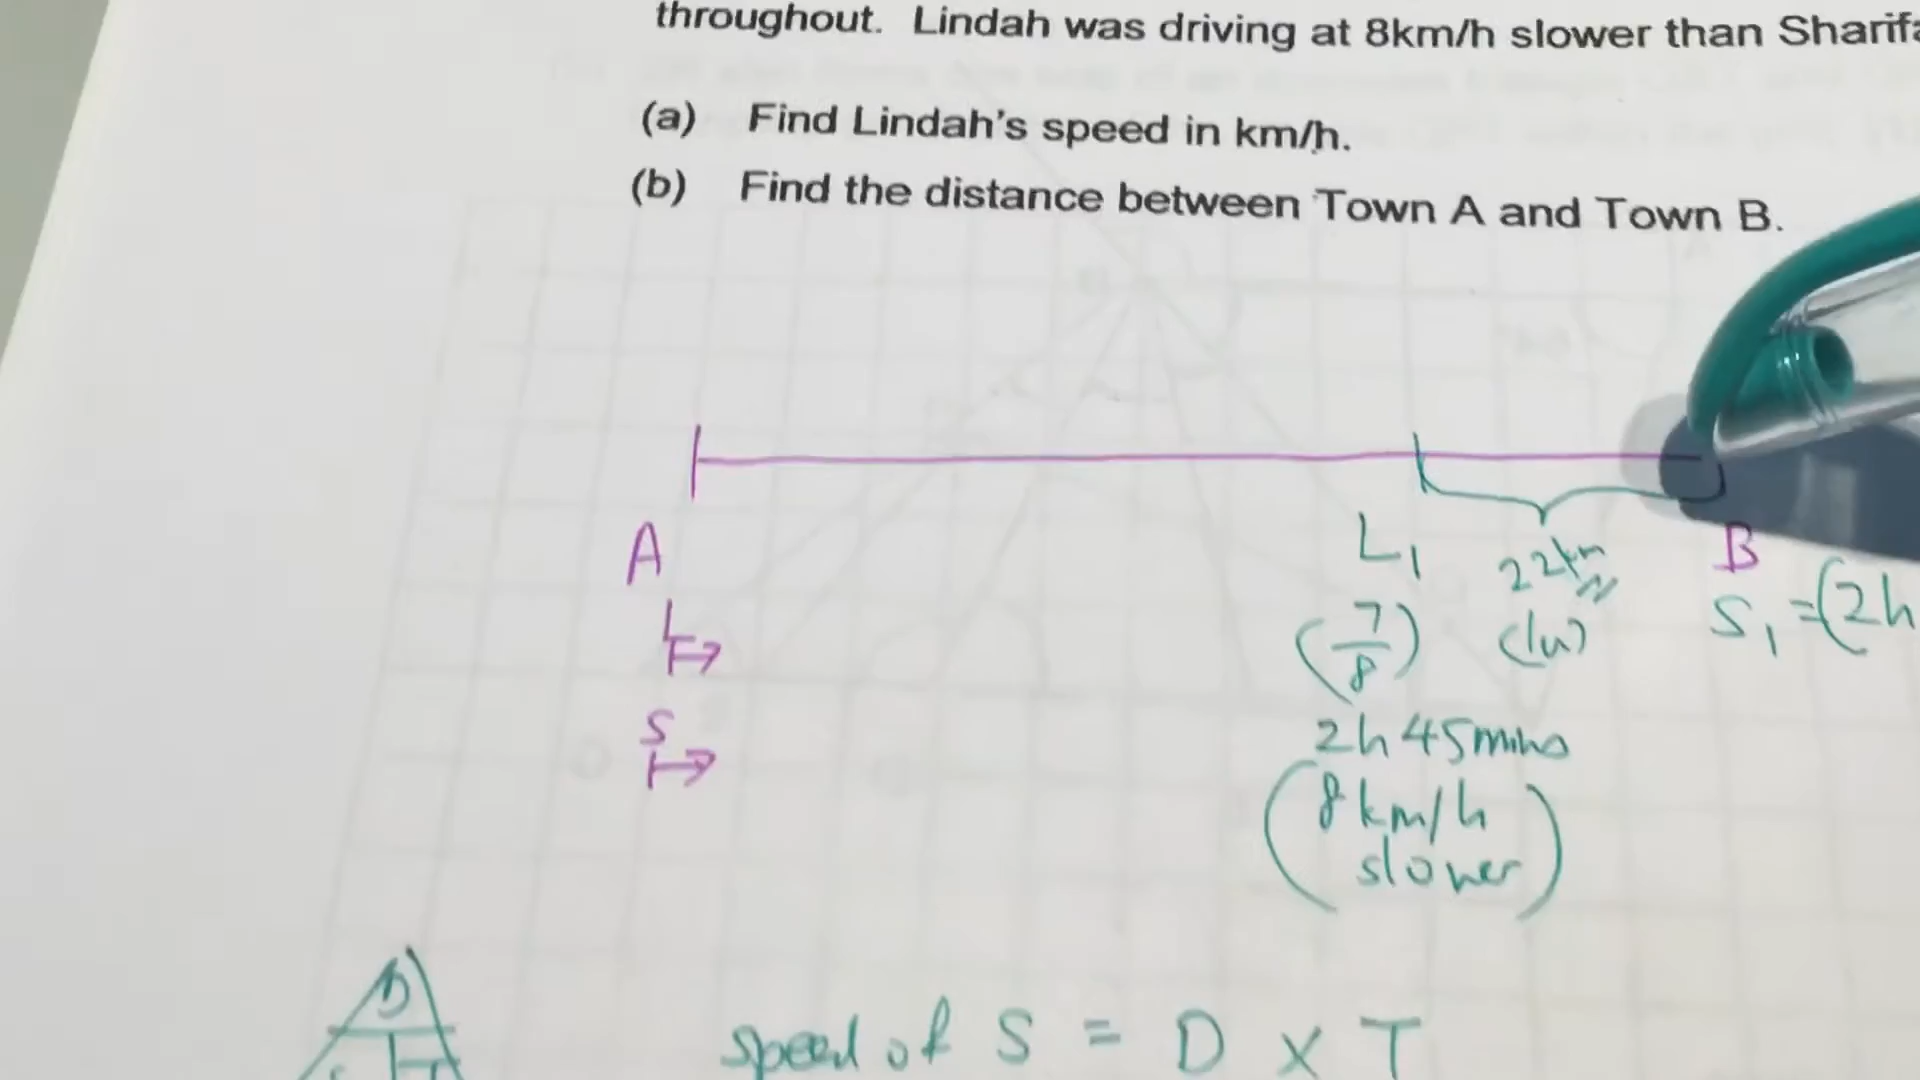 throughout. Lindah was driving at 8km/h slower than
(a) Find Lindah's speed in km/h.
(b) Find the distance between Town A and Town B.
A
L
S
L1
22km
(7/8)
(1u)
B
S1 =(2h
2h 45mins
(8km/h
slower)
D
speed of S = D x T